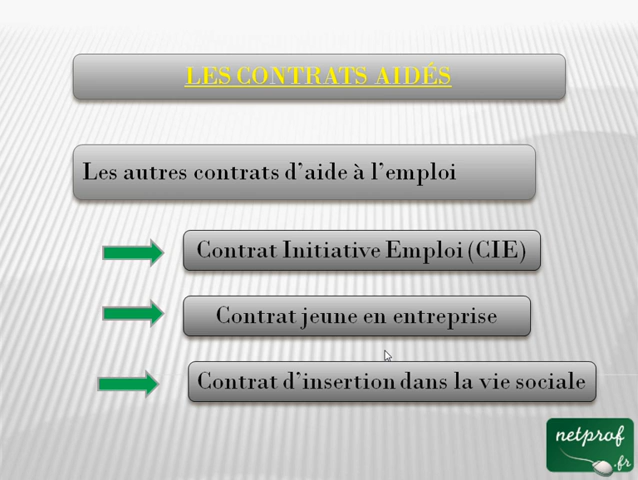 LES CONTRATS AIDÉS
Les autres contrats d'aide à l'emploi
Contrat Initiative Emploi (CIE)
Contrat jeune en entreprise
Contrat d'insertion dans la vie sociale
netprof
.fr